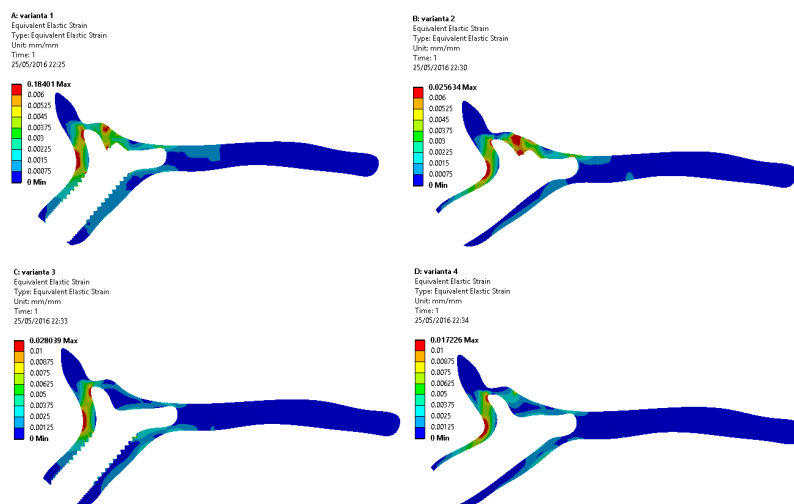 A: varianta 1
Equivalent Elastic Strain
Type: Equivalent Elastic Strain
Unit: mm/mm
Time: 1
25/05/2016 22:25
0.18401 Max
0.006
0.00525
0.0045
0.00375
0.003
0.00225
0.0015
0.00075
0 Min
B: varianta 2
Equivalent Elastic Strain
Type: Equivalent Elastic Strain
Unit: mm/mm
Time: 1
25/05/2016 22:30
0.025634 Max
0.006
0.00525
0.0045
0.00375
0.003
0.00225
0.0015
0.00075
0 Min
C: varianta 3
Equivalent Elastic Strain
Type: Equivalent Elastic Strain
Unit: mm/mm
Time: 1
25/05/2016 22:33
0.028039 Max
0.01
0.00875
0.0075
0.00625
0.005
0.00375
0.0025
0.00125
0 Min
D: varianta 4
Equivalent Elastic Strain
Type: Equivalent Elastic Strain
Unit: mm/mm
Time: 1
25/05/2016 22:34
0.017226 Max
0.01
0.00875
0.0075
0.00625
0.005
0.00375
0.0025
0.00125
0 Min